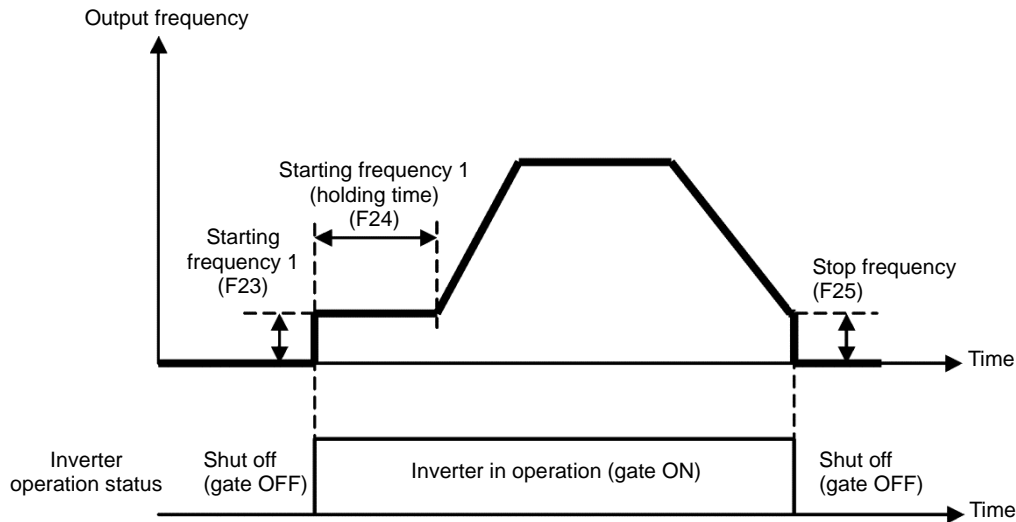 Output frequency
Starting frequency 1
(holding time)
(F24)
Starting
frequency 1
(F23)
Stop frequency
(F25)
Time
Inverter
operation status
Shut off
(gate OFF)
Inverter in operation (gate ON)
Shut off
(gate OFF)
Time